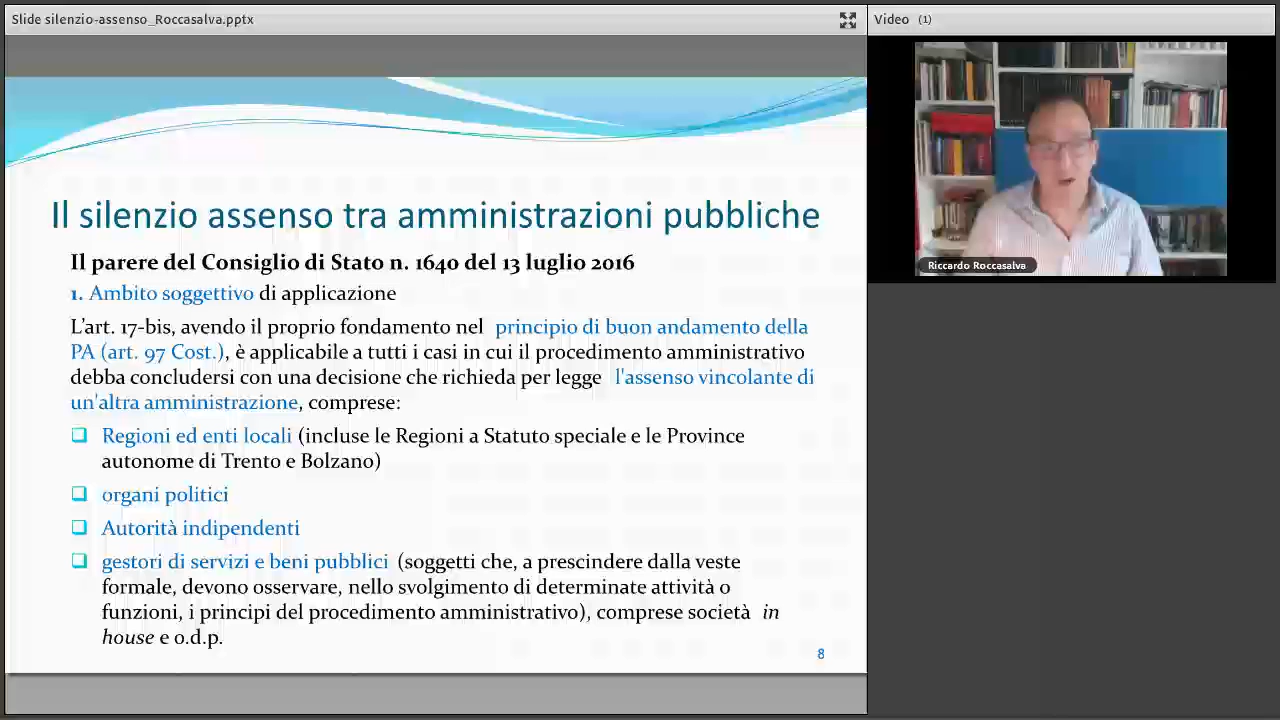 Slide silenzio-assenso_Roccasalva.pptx
Video (1)
Riccardo Roccasalva
Il silenzio assenso tra amministrazioni pubbliche
Il parere del Consiglio di Stato n. 1640 del 13 luglio 2016
1. Ambito soggettivo di applicazione
L'art. 17-bis, avendo il proprio fondamento nel principio di buon andamento della
PA (art. 97 Cost.), è applicabile a tutti i casi in cui il procedimento amministrativo
debba concludersi con una decisione che richieda per legge l'assenso vincolante di
un'altra amministrazione, comprese:
Regioni ed enti locali (incluse le Regioni a Statuto speciale e le Province
autonome di Trento e Bolzano)
organi politici
Autorità indipendenti
gestori di servizi e beni pubblici (soggetti che, a prescindere dalla veste
formale, devono osservare, nello svolgimento di determinate attività o
funzioni, i principi del procedimento amministrativo), comprese società in
house e o.d.p.
8